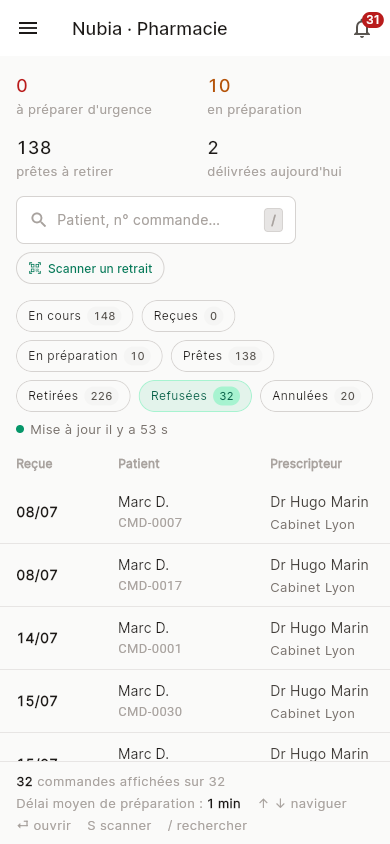 Nubia · Pharmacie
31
0
à préparer d'urgence
10
en préparation
138
prêtes à retirer
2
délivrées aujourd'hui
Patient, n° commande... /
Scanner un retrait
En cours 148
Reçues 0
En préparation 10
Prêtes 138
Retirées 226
Refusées 32
Annulées 20
Mise à jour il y a 53 s
Reçue Patient Prescripteur
08/07 Marc D. Dr Hugo Marin
CMD-0007 Cabinet Lyon
08/07 Marc D. Dr Hugo Marin
CMD-0017 Cabinet Lyon
14/07 Marc D. Dr Hugo Marin
CMD-0001 Cabinet Lyon
15/07 Marc D. Dr Hugo Marin
CMD-0030 Cabinet Lyon
15/07 Marc D. Dr Hugo Marin
32 commandes affichées sur 32
Délai moyen de préparation : 1 min ↑ ↓ naviguer
⏎ ouvrir S scanner / rechercher